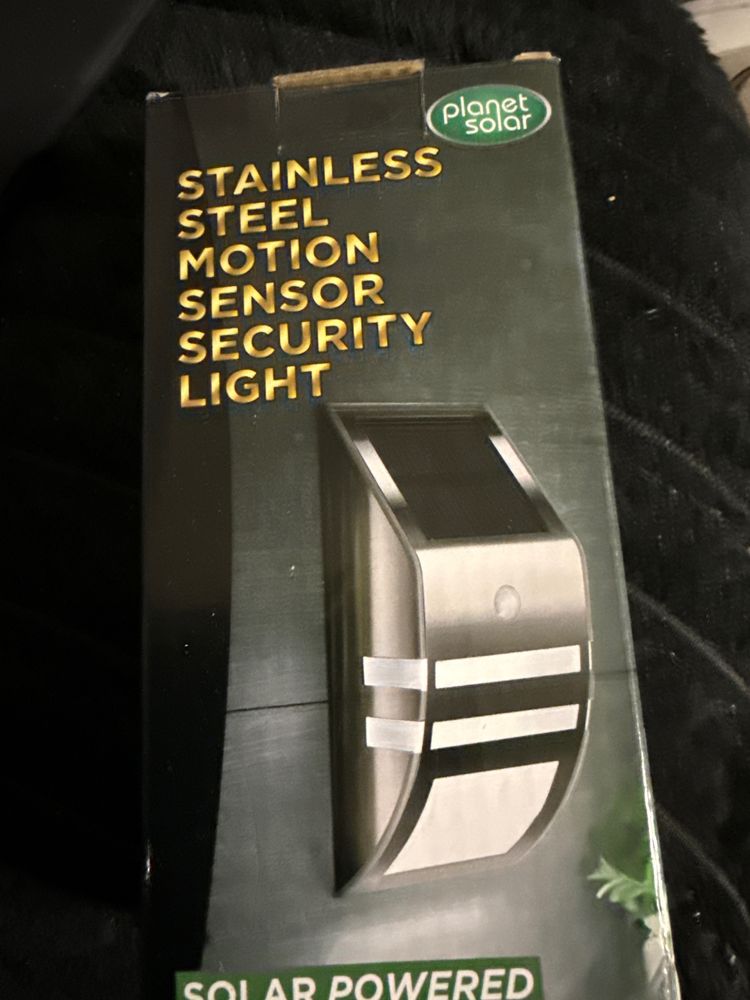 planet
solar
STAINLESS
STEEL
MOTION
SENSOR
SECURITY
LIGHT
SOLAR POWERED